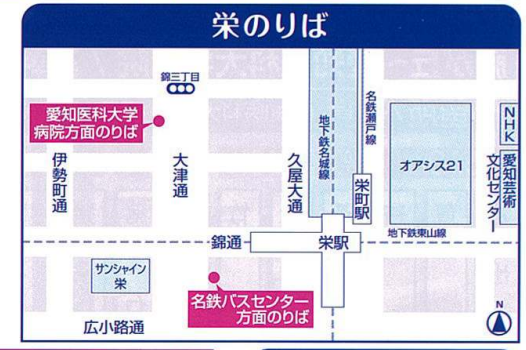 栄のりば
錦三丁目
愛知医科大学
病院方面のりば
伊勢町通
大津通
久屋大通
地下鉄名城線
名鉄瀬戸線
栄町駅
オアシス21
NHK
愛知芸術
文化センター
地下鉄東山線
錦通
栄駅
サンシャイン
栄
名鉄バスセンター
方面のりば
広小路通
N